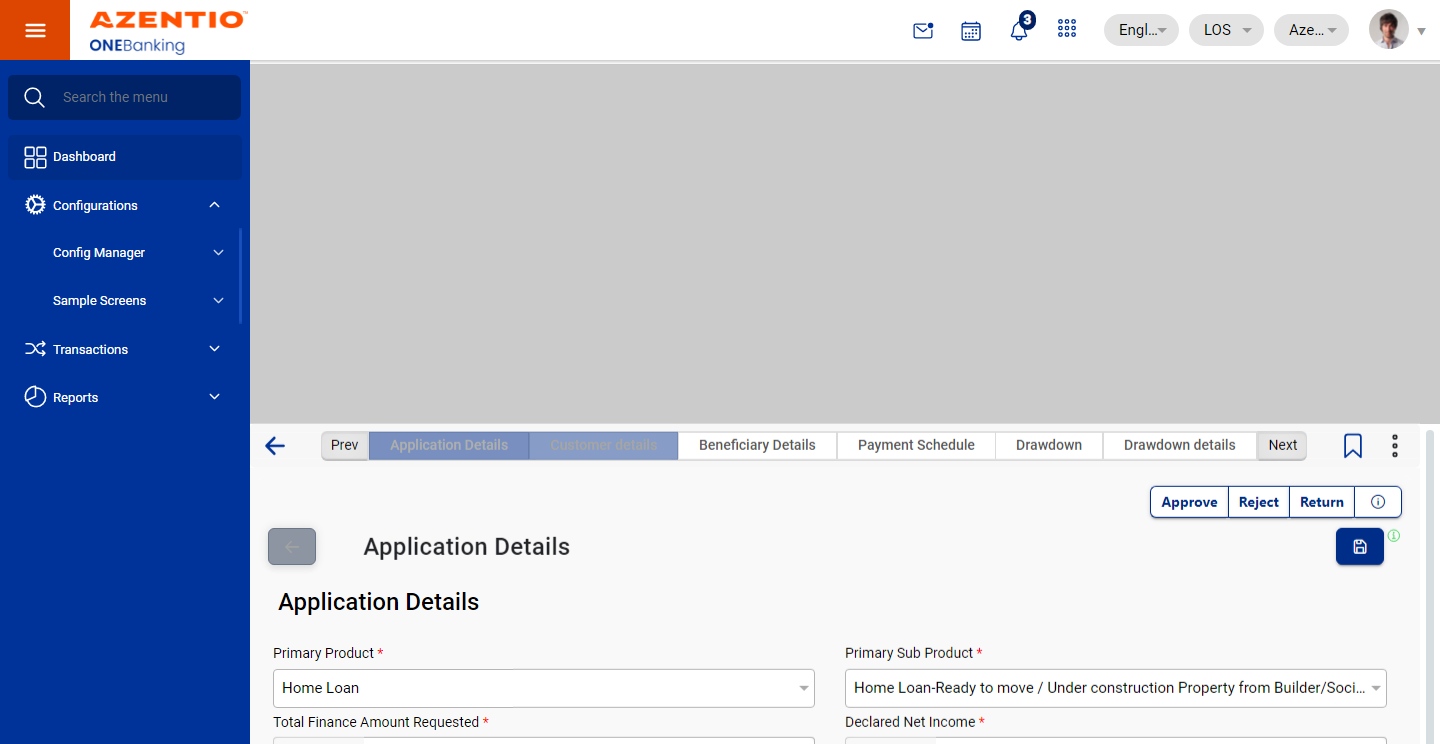 AZENTIO™
ONEBanking
3
Engl...
LOS
Aze...
Search the menu
Dashboard
Configurations
Config Manager
Sample Screens
Transactions
Reports
Prev
Application Details
Customer details
Beneficiary Details
Payment Schedule
Drawdown
Drawdown details
Next
Approve
Reject
Return
Application Details
Application Details
Primary Product *
Primary Sub Product *
Home Loan
Home Loan-Ready to move / Under construction Property from Builder/Soci...
Total Finance Amount Requested *
Declared Net Income *